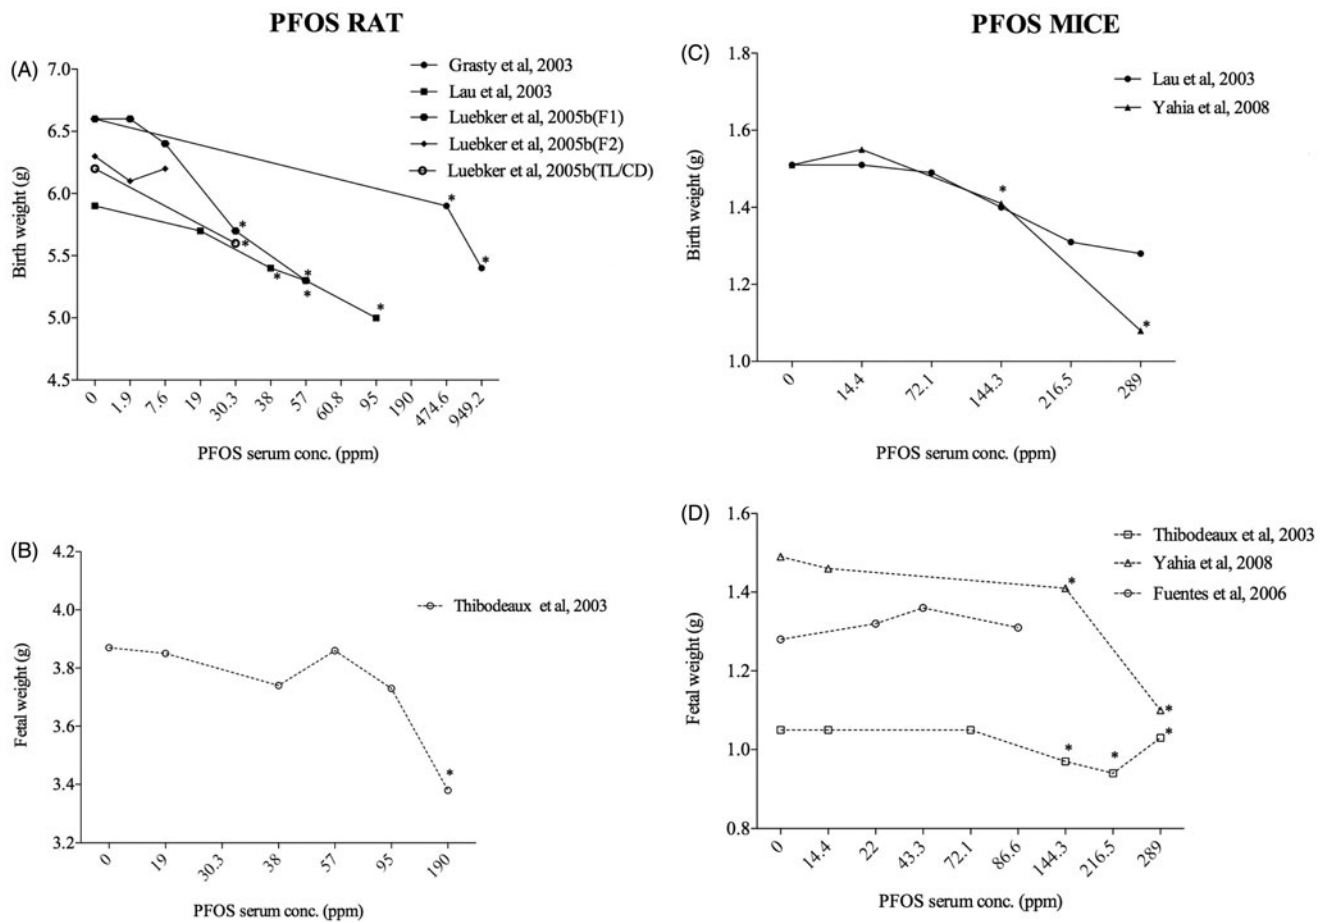 PFOS RAT
(A)
Birth weight (g)
7.0
6.5
6.0
5.5
5.0
4.5
Grasty et al, 2003
Lau et al, 2003
Luebker et al, 2005b(F1)
Luebker et al, 2005b(F2)
Luebker et al, 2005b(TL/CD)
* * * * * * * * *
0 1.9 7.6 19 30.3 38 57 60.8 95 190 474.6 949.2
PFOS serum conc. (ppm)
(B)
Fetal weight (g)
4.2
4.0
3.8
3.6
3.4
3.2
Thibodeaux et al, 2003
*
0 19 30.3 38 57 95 190
PFOS serum conc. (ppm)
PFOS MICE
(C)
Birth weight (g)
1.8
1.6
1.4
1.2
1.0
Lau et al, 2003
Yahia et al, 2008
* *
0 14.4 72.1 144.3 216.5 289
PFOS serum conc. (ppm)
(D)
Fetal weight (g)
1.6
1.4
1.2
1.0
0.8
Thibodeaux et al, 2003
Yahia et al, 2008
Fuentes et al, 2006
* * * * *
0 14.4 22 43.3 72.1 86.6 144.3 216.5 289
PFOS serum conc. (ppm)